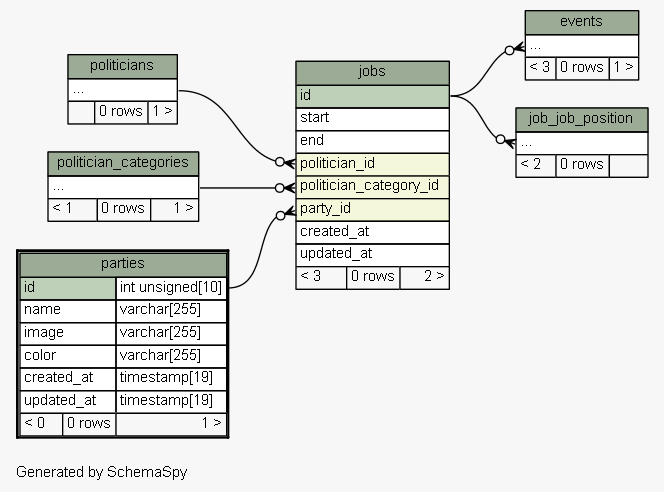 politicians
...
0 rows 1 >
politician_categories
...
< 1 0 rows 1 >
parties
id int unsigned[10]
name varchar[255]
image varchar[255]
color varchar[255]
created_at timestamp[19]
updated_at timestamp[19]
< 0 0 rows 1 >
jobs
id
start
end
politician_id
politician_category_id
party_id
created_at
updated_at
< 3 0 rows 2 >
events
...
< 3 0 rows 1 >
job_job_position
...
< 2 0 rows
Generated by SchemaSpy